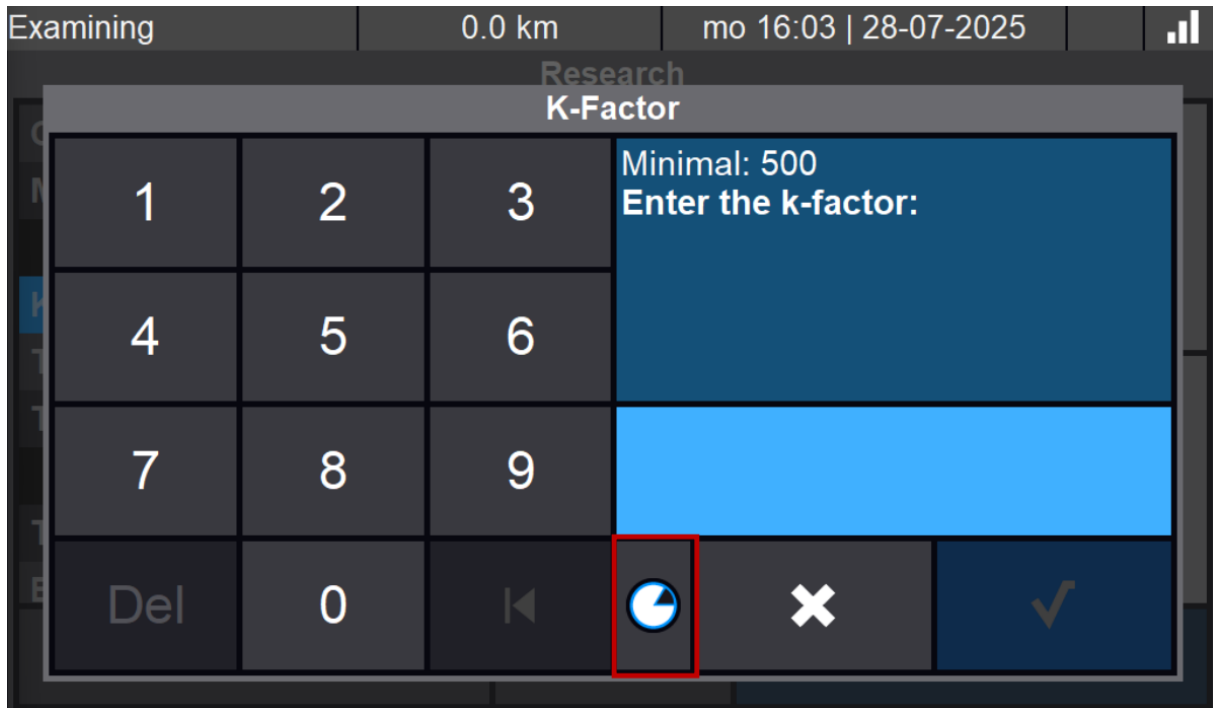 Examining 0.0 km mo 16:03 | 28-07-2025
Research
K-Factor
Minimal: 500
Enter the k-factor:
1 2 3
4 5 6
7 8 9
Del 0